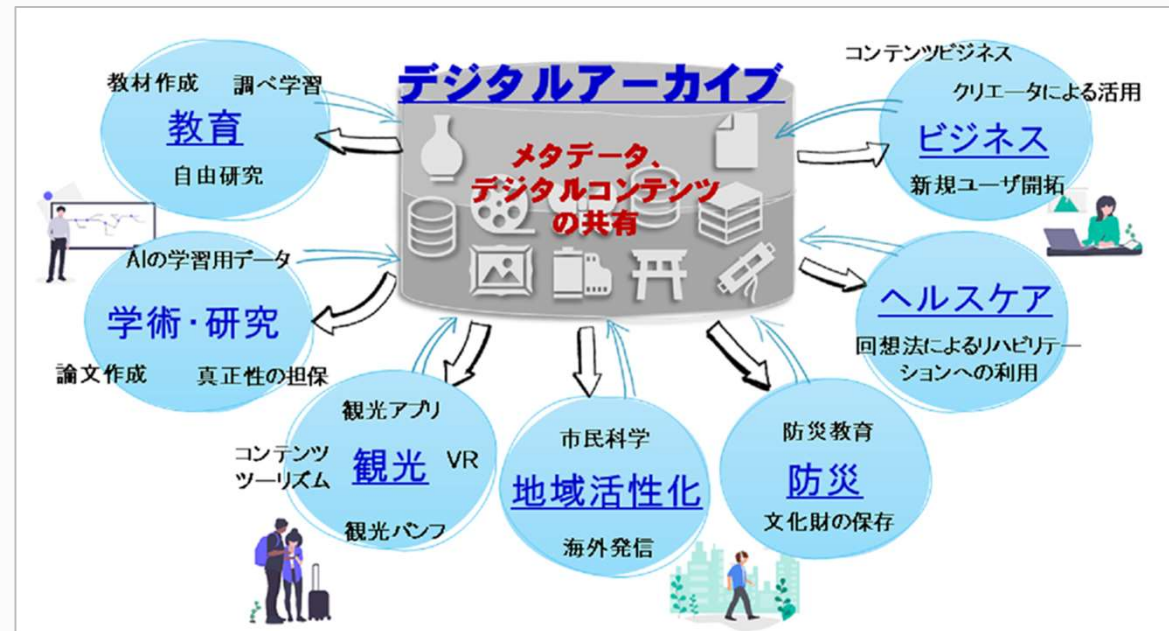 デジタルアーカイブ
メタデータ、
デジタルコンテンツ
の共有
教材作成 調べ学習
教育
自由研究
AIの学習用データ
学術・研究
論文作成 真正性の担保
観光アプリ
コンテンツ
ツーリズム
観光 VR
観光パンフ
市民科学
地域活性化
海外発信
防災教育
防災
文化財の保存
ヘルスケア
回想法によるリハビリテー
ションへの利用
コンテンツビジネス
クリエータによる活用
ビジネス
新規ユーザ開拓